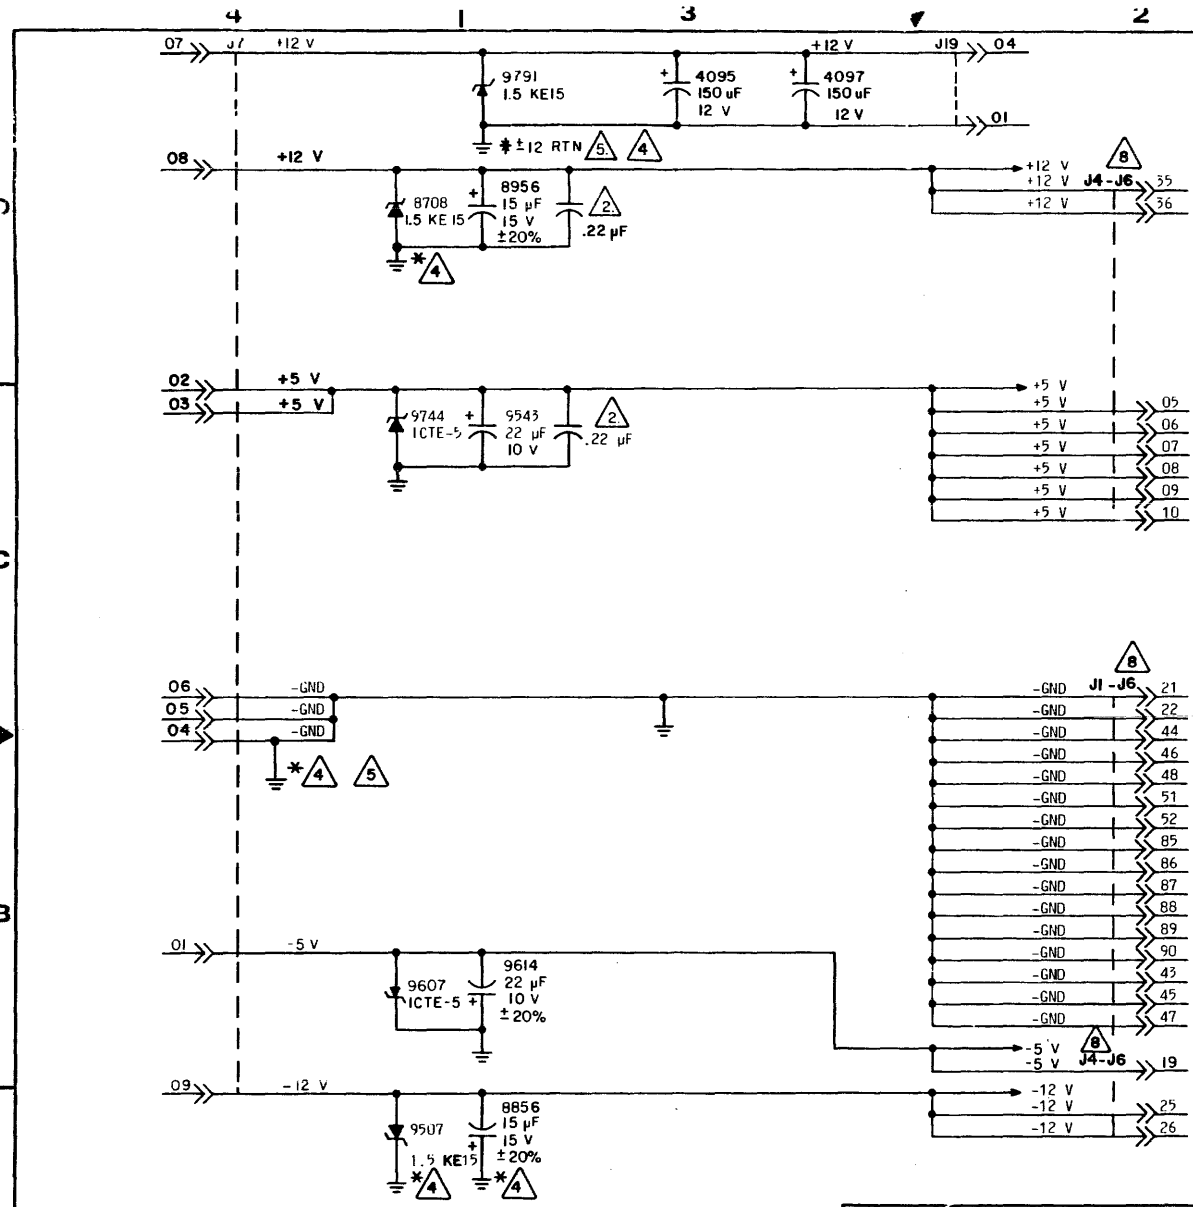 4 3 2
07 J7 +12 V +12 V J19 04
9791
1.5 KE15
4095
150 uF
12 V
4097
150 uF
12 V
01
* ±12 RTN 5. 4
08 +12 V +12 V 8
+12 V J4-J6 35
+12 V 36
8708
1.5 KE15
8956
15 µF
15 V
±20%
2.
.22 µF
* 4
02 +5 V +5 V
03 +5 V +5 V 05
+5 V 06
+5 V 07
+5 V 08
+5 V 09
+5 V 10
9744
1CTE-5
9543
22 µF
10 V
2.
.22 µF
C
8
06 -GND -GND J1-J6 21
05 -GND -GND 22
04 -GND -GND 44
-GND 46
* 4 5 -GND 48
-GND 51
-GND 52
-GND 85
-GND 86
-GND 87
B -GND 88
-GND 89
01 -5 V -GND 90
-GND 43
-GND 45
-GND 47
9607
1CTE-5
9614
22 µF
10 V
±20%
-5 V 8
-5 V J4-J6 19
09 -12 V -12 V
-12 V 25
-12 V 26
9507
1.5 KE15
8856
15 µF
15 V
±20%
* 4 * 4